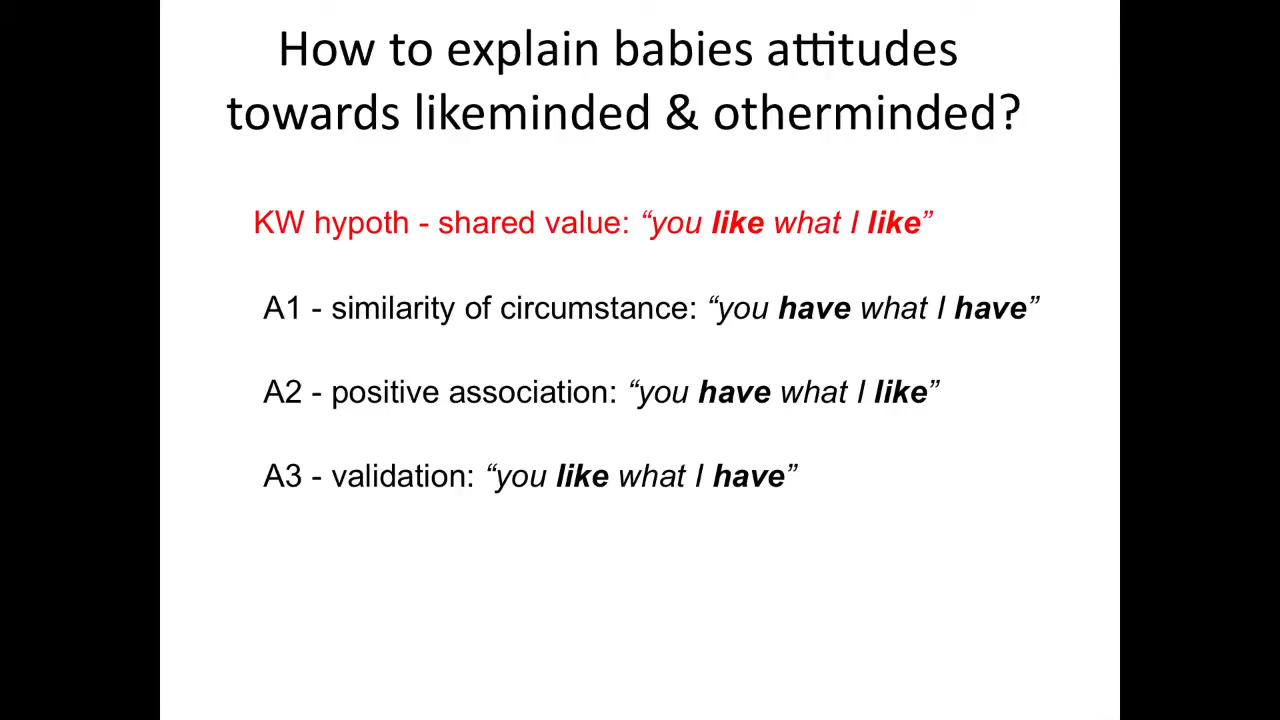 How to explain babies attitudes
towards likeminded & otherminded?
KW hypoth - shared value: “you like what I like”
A1 - similarity of circumstance: “you have what I have”
A2 - positive association: “you have what I like”
A3 - validation: “you like what I have”